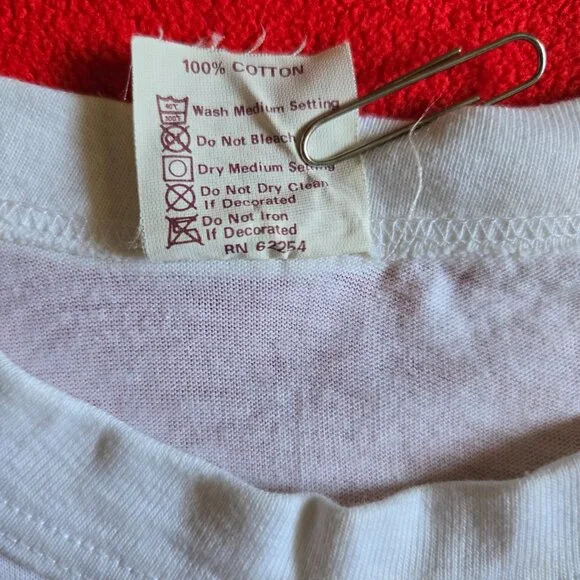 100% COTTON
Wash Medium Setting
Do Not Bleach
Dry Medium Setting
Do Not Dry Clean
If Decorated
Do Not Iron
If Decorated
RN 62254